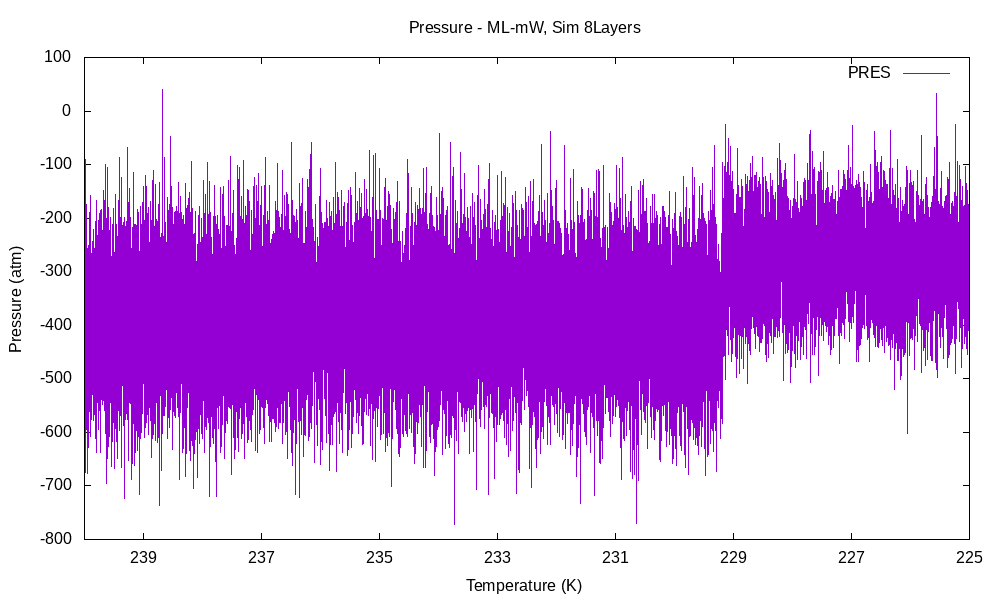 Pressure - ML-mW, Sim 8Layers
PRES
100
0
-100
-200
-300
-400
-500
-600
-700
-800
Pressure (atm)
239 237 235 233 231 229 227 225
Temperature (K)